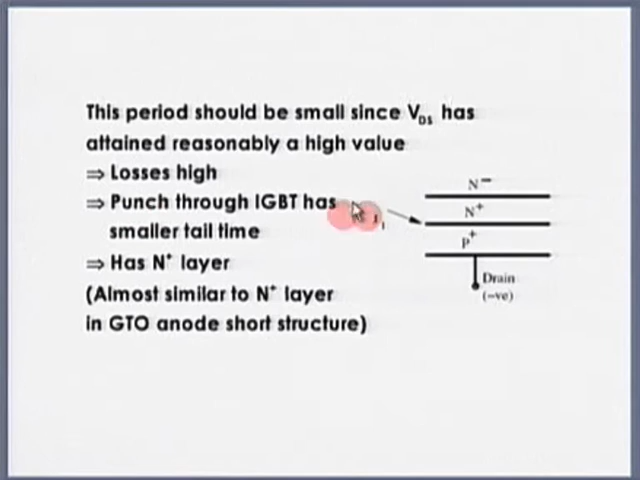 This period should be small since V_DS has
attained reasonably a high value
⇒ Losses high
⇒ Punch through IGBT has
smaller tail time
⇒ Has N⁺ layer
(Almost similar to N⁺ layer
in GTO anode short structure)
N⁻
N⁺
P⁺
Drain
(-ve)